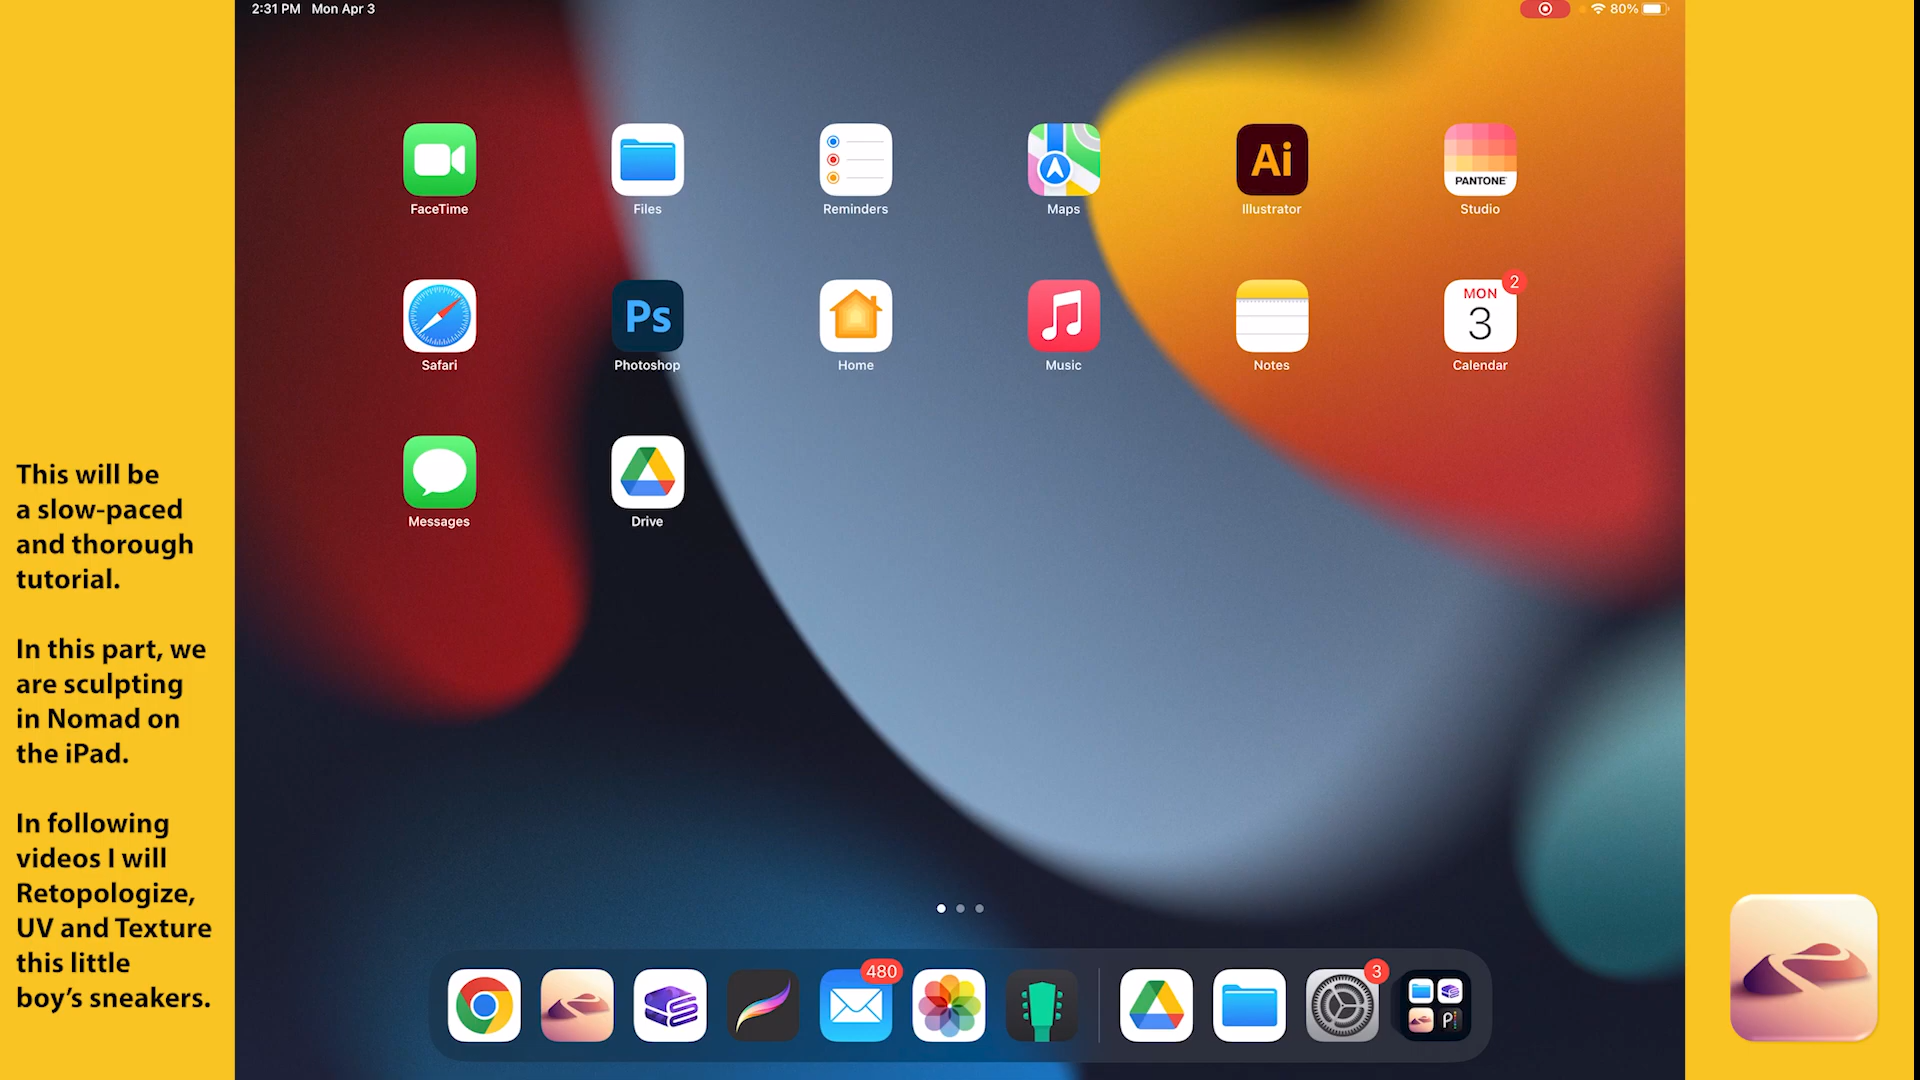 2:31 PM Mon Apr 3
80%
FaceTime
Files
Reminders
Maps
Ai
Illustrator
PANTONE
Studio
Safari
Ps
Photoshop
Home
Music
Notes
2
MON
3
Calendar
Messages
Drive
This will be
a slow-paced
and thorough
tutorial.
In this part, we
are sculpting
in Nomad on
the iPad.
In following
videos I will
Retopologize,
UV and Texture
this little
boy’s sneakers.
480
3